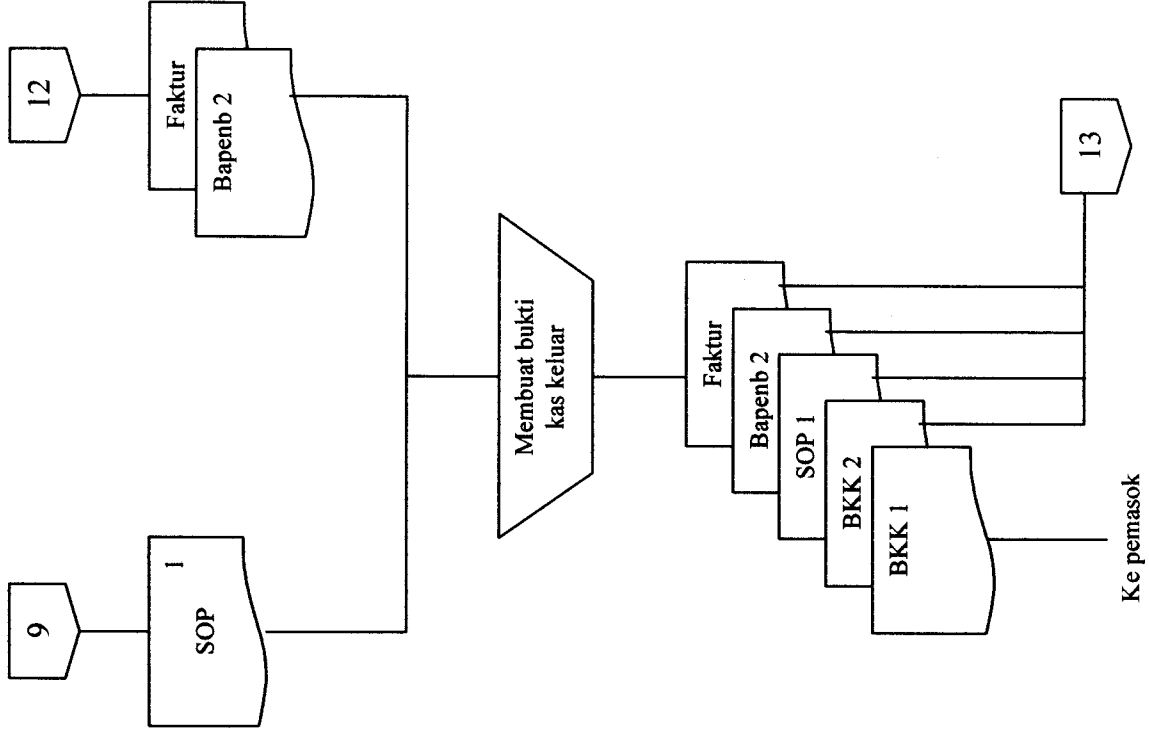 9
12
1
SOP
Faktur
Bapenb 2
Membuat bukti
kas keluar
Faktur
Bapenb 2
SOP 1
BKK 2
BKK 1
13
Ke pemasok